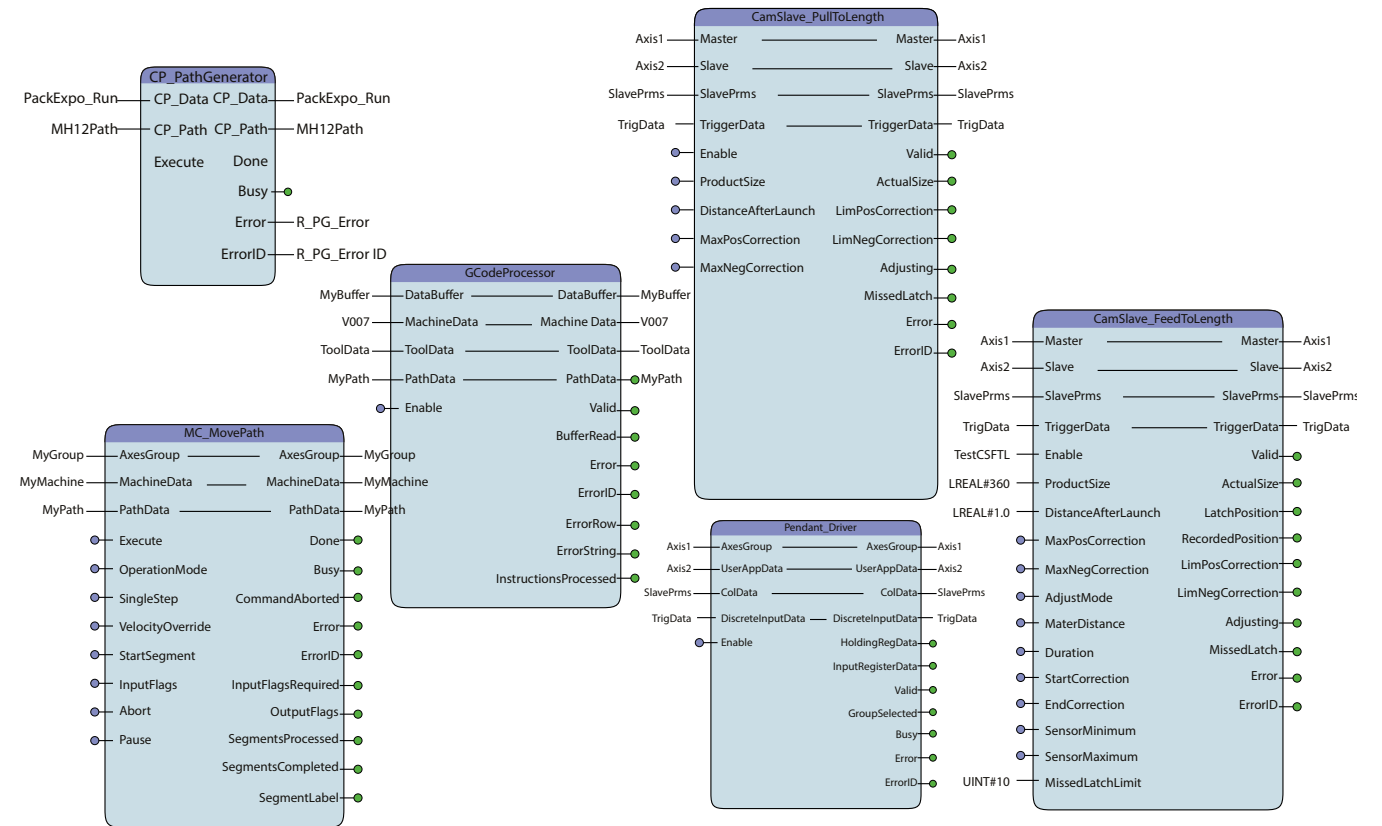 CP_PathGenerator
PackExpo_Run CP_Data CP_Data PackExpo_Run
MH12Path CP_Path CP_Path MH12Path
Execute Done
Busy
Error R_PG_Error
ErrorID R_PG_Error ID
GCodeProcessor
MyBuffer DataBuffer DataBuffer MyBuffer
V007 MachineData Machine Data V007
ToolData ToolData ToolData ToolData
MyPath PathData PathData MyPath
Enable Valid
BufferRead
Error
ErrorID
ErrorRow
ErrorString
InstructionsProcessed
MC_MovePath
MyGroup AxesGroup AxesGroup MyGroup
MyMachine MachineData MachineData MyMachine
MyPath PathData PathData MyPath
Execute Done
OperationMode Busy
SingleStep CommandAborted
VelocityOverride Error
StartSegment ErrorID
InputFlags InputFlagsRequired
Abort OutputFlags
Pause SegmentsProcessed
SegmentsCompleted
SegmentLabel
CamSlave_PullToLength
Axis1 Master Master Axis1
Axis2 Slave Slave Axis2
SlavePrms SlavePrms SlavePrms SlavePrms
TrigData TriggerData TriggerData TrigData
Enable Valid
ProductSize ActualSize
DistanceAfterLaunch LimPosCorrection
MaxPosCorrection LimNegCorrection
MaxNegCorrection Adjusting
MissedLatch
Error
ErrorID
Pendant_Driver
Axis1 AxesGroup AxesGroup Axis1
Axis2 UserAppData UserAppData Axis2
SlavePrms ColData ColData SlavePrms
TrigData DiscreteInputData DiscreteInputData TrigData
Enable HoldingRegData
InputRegisterData
Valid
GroupSelected
Busy
Error
ErrorID
CamSlave_FeedToLength
Axis1 Master Master Axis1
Axis2 Slave Slave Axis2
SlavePrms SlavePrms SlavePrms SlavePrms
TrigData TriggerData TriggerData TrigData
TestCSFTL Enable Valid
LREAL#360 ProductSize ActualSize
LREAL#1.0 DistanceAfterLaunch LatchPosition
MaxPosCorrection RecordedPosition
MaxNegCorrection LimPosCorrection
AdjustMode LimNegCorrection
MaterDistance Adjusting
Duration MissedLatch
StartCorrection Error
EndCorrection ErrorID
SensorMinimum
SensorMaximum
UINT#10 MissedLatchLimit